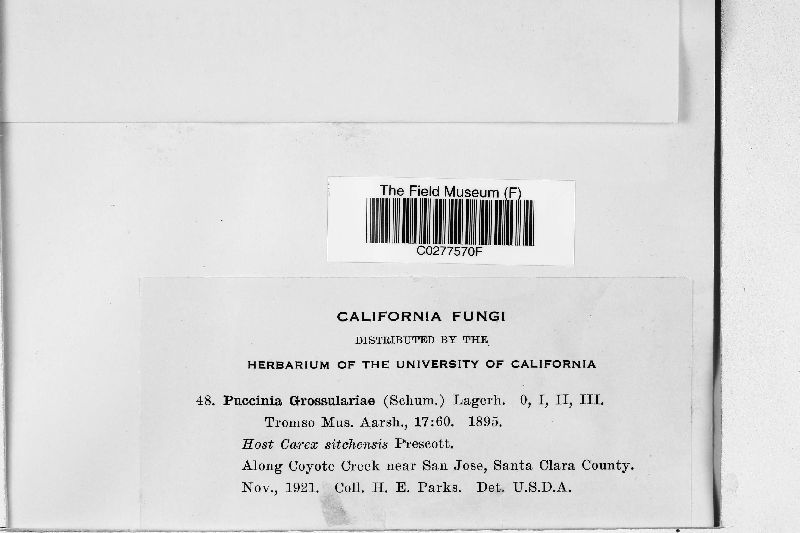 The Field Museum (F)
C0277570F
CALIFORNIA FUNGI
DISTRIBUTED BY THE
HERBARIUM OF THE UNIVERSITY OF CALIFORNIA
48. Puccinia Grossulariae (Schum.) Lagerh. 0, I, II, III.
Tromso Mus. Aarsh., 17:60. 1895.
Host Carex sitchensis Prescott.
Along Coyote Creek near San Jose, Santa Clara County.
Nov., 1921. Coll. H. E. Parks. Det. U.S.D.A.